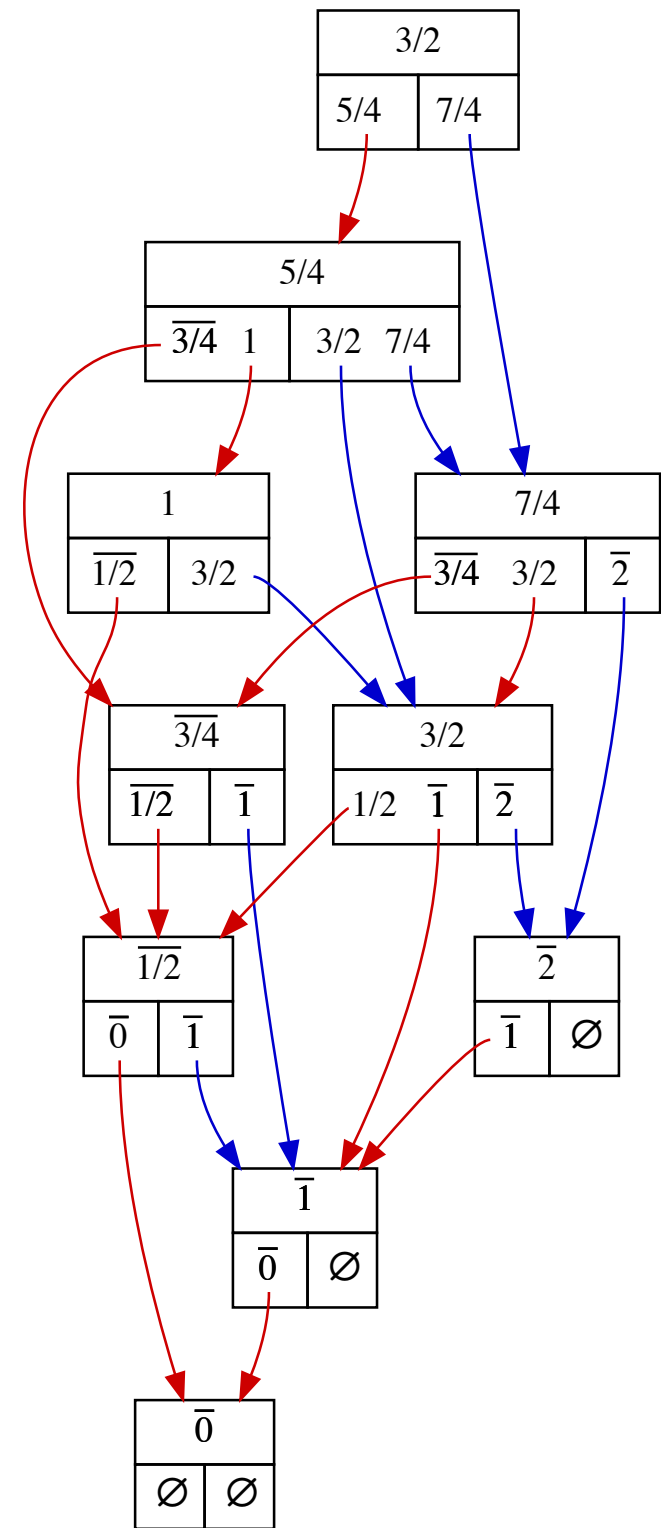 3/2
5/4 7/4
5/4
3̅/̅4̅ 1 3/2 7/4
1 7/4
1̅/̅2̅ 3/2 3̅/̅4̅ 3/2 2̅
3̅/̅4̅ 3/2
1̅/̅2̅ 1̅ 1/2 1̅ 2̅
1̅/̅2̅ 2̅
0̅ 1̅ 1̅ ∅
1̅
0̅ ∅
0̅
∅ ∅